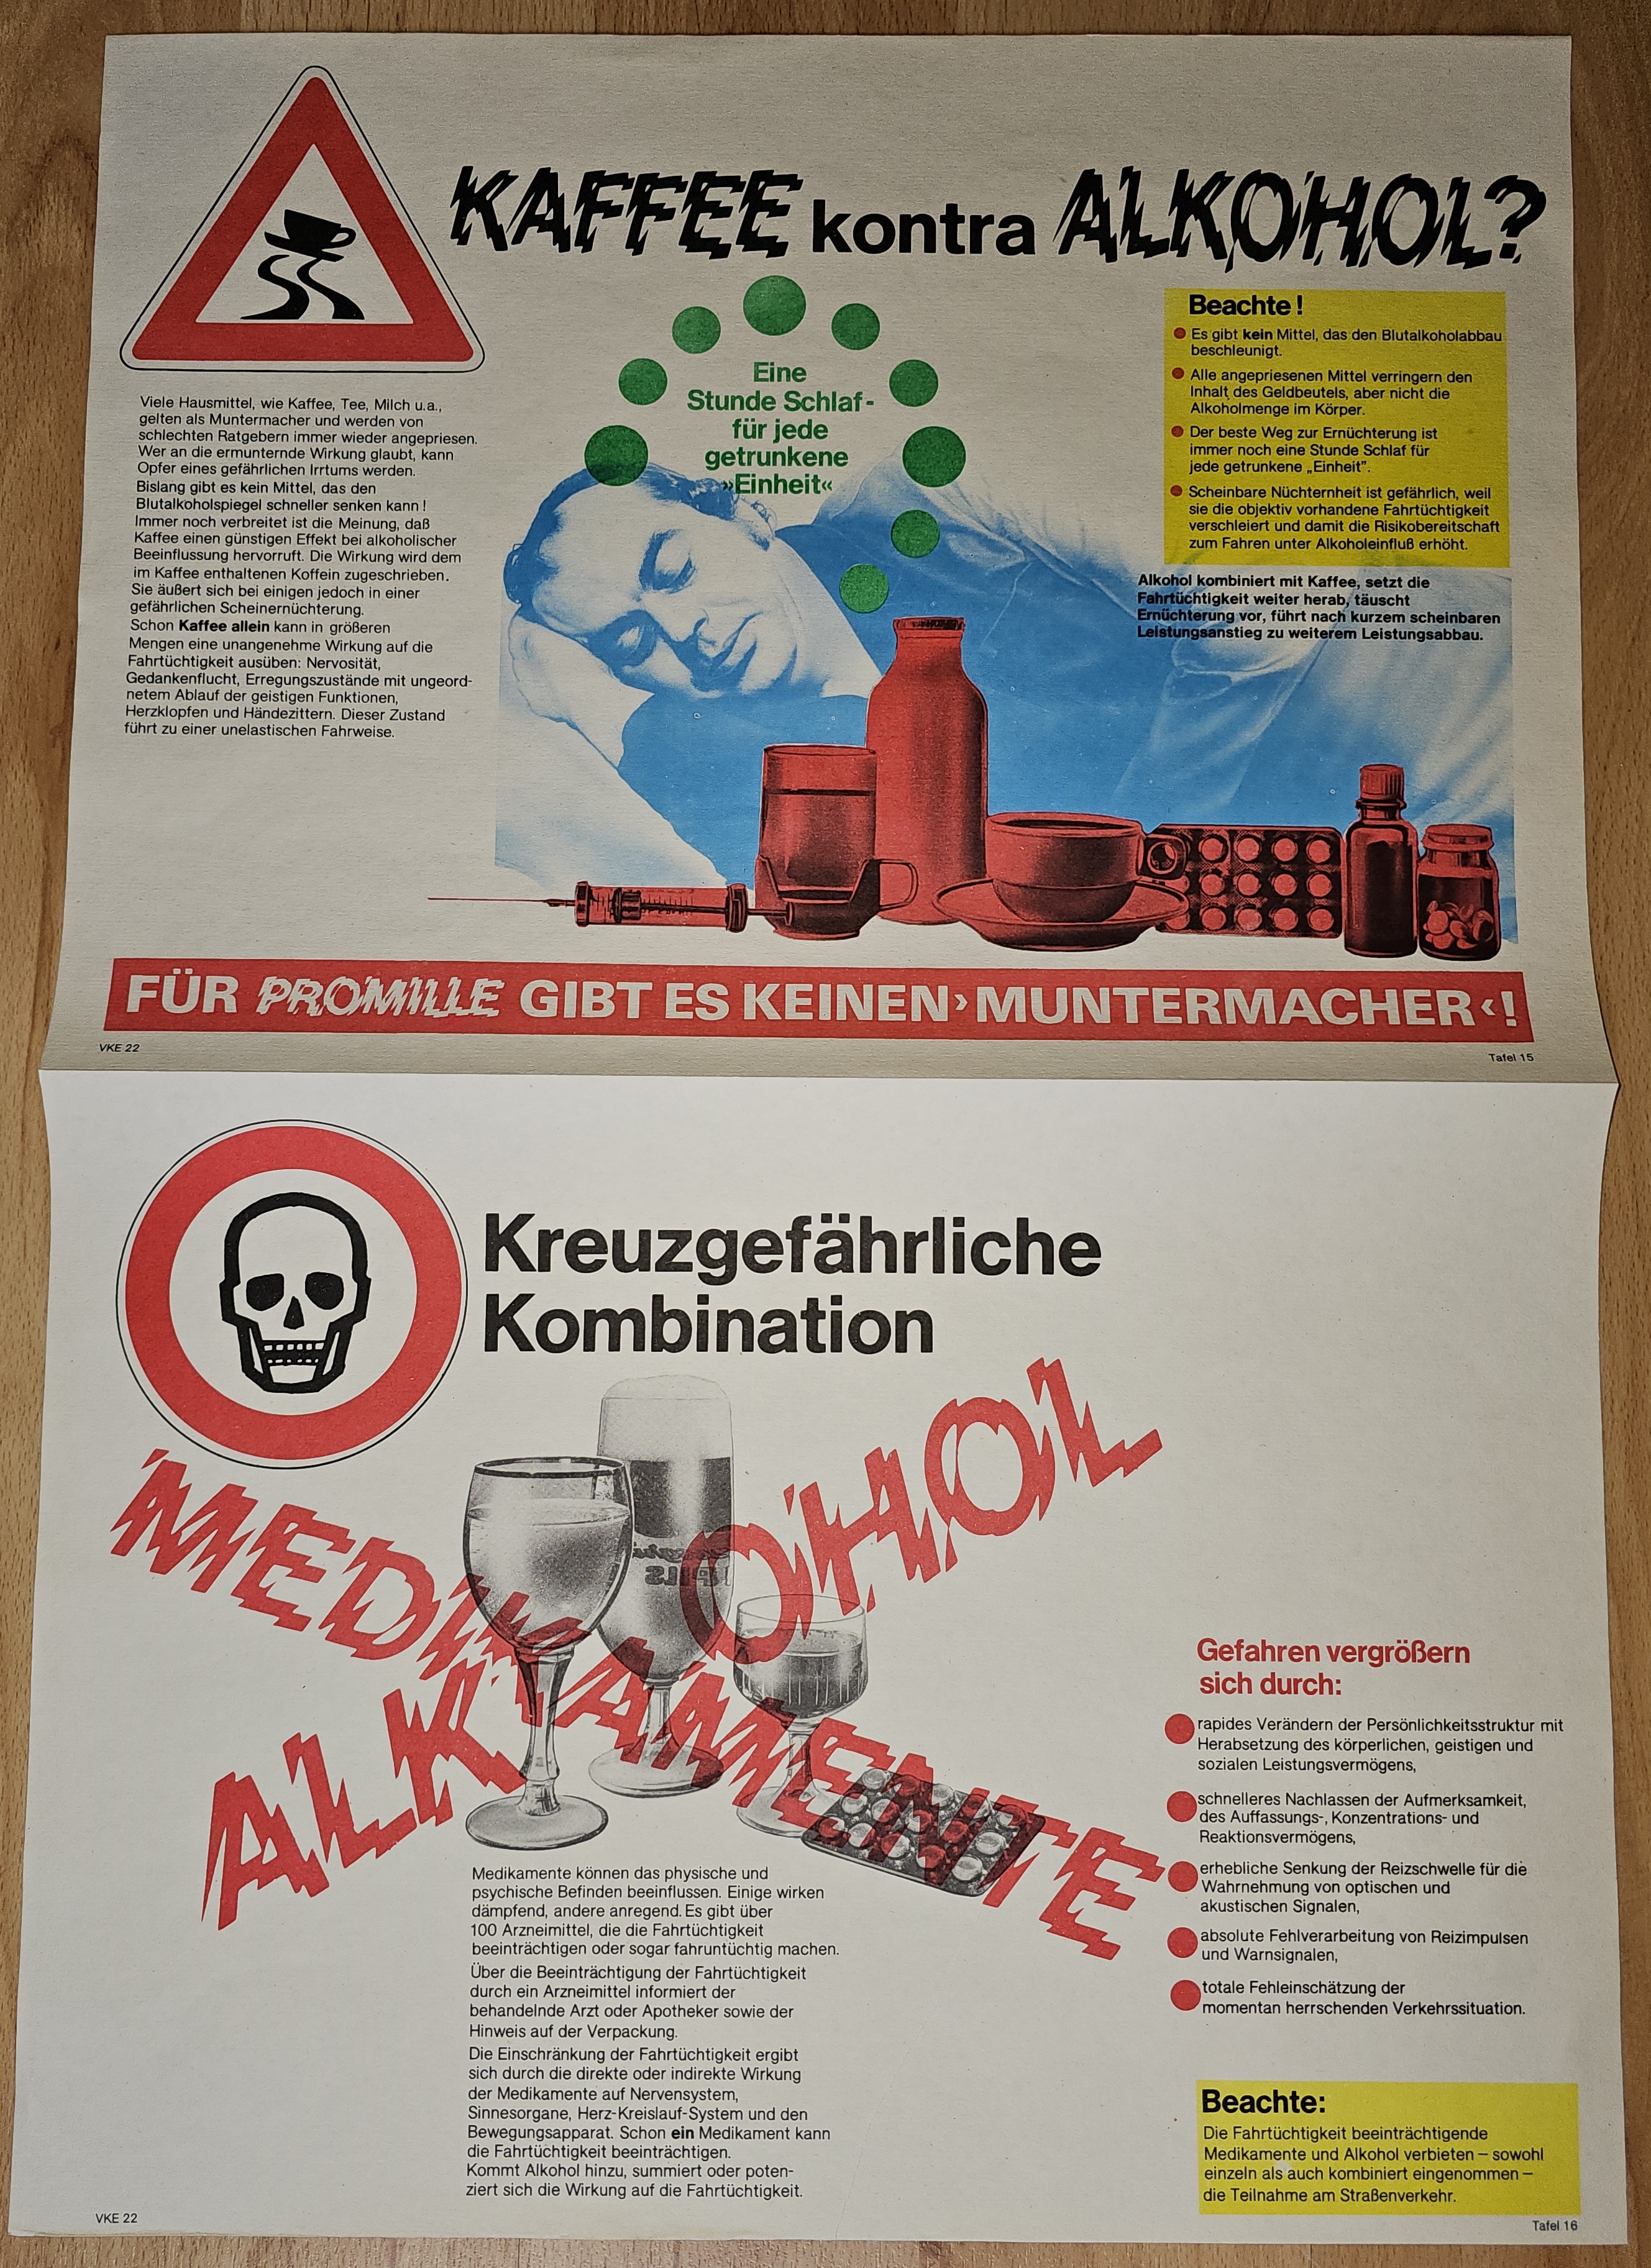 KAFFEE kontra ALKOHOL?
Viele Hausmittel, wie Kaffee, Tee, Milch u.a.,
gelten als Muntermacher und werden von
schlechten Ratgebern immer wieder angepriesen.
Wer an die ermunternde Wirkung glaubt, kann
Opfer eines gefährlichen Irrtums werden.
Bislang gibt es kein Mittel, das den
Blutalkoholspiegel schneller senken kann!
Immer noch verbreitet ist die Meinung, daß
Kaffee einen günstigen Effekt bei alkoholischer
Beeinflussung hervorruft. Die Wirkung wird dem
im Kaffee enthaltenen Koffein zugeschrieben.
Sie äußert sich bei einigen jedoch in einer
gefährlichen Scheinernüchterung.
Schon Kaffee allein kann in größeren
Mengen eine unangenehme Wirkung auf die
Fahrtüchtigkeit ausüben: Nervosität,
Gedankenflucht, Erregungszustände mit ungeord-
netem Ablauf der geistigen Funktionen,
Herzklopfen und Händezittern. Dieser Zustand
führt zu einer unelastischen Fahrweise.
Eine
Stunde Schlaf-
für jede
getrunkene
»Einheit«
Beachte!
Es gibt kein Mittel, das den Blutalkoholabbau
beschleunigt.
Alle angepriesenen Mittel verringern den
Inhalt des Geldbeutels, aber nicht die
Alkoholmenge im Körper.
Der beste Weg zur Ernüchterung ist
immer noch eine Stunde Schlaf für
jede getrunkene „Einheit”.
Scheinbare Nüchternheit ist gefährlich, weil
sie die objektiv vorhandene Fahrtüchtigkeit
verschleiert und damit die Risikobereitschaft
zum Fahren unter Alkoholeinfluß erhöht.
Alkohol kombiniert mit Kaffee, setzt die
Fahrtüchtigkeit weiter herab, täuscht
Ernüchterung vor, führt nach kurzem scheinbaren
Leistungsanstieg zu weiterem Leistungsabbau.
FÜR PROMILLE GIBT ES KEINEN›MUNTERMACHER‹!
VKE 22
Tafel 15
Kreuzgefährliche
Kombination
MEDIKAMENTE
ALKOHOL
PILS
Medikamente können das physische und
psychische Befinden beeinflussen. Einige wirken
dämpfend, andere anregend. Es gibt über
100 Arzneimittel, die die Fahrtüchtigkeit
beeinträchtigen oder sogar fahruntüchtig machen.
Über die Beeinträchtigung der Fahrtüchtigkeit
durch ein Arzneimittel informiert der
behandelnde Arzt oder Apotheker sowie der
Hinweis auf der Verpackung.
Die Einschränkung der Fahrtüchtigkeit ergibt
sich durch die direkte oder indirekte Wirkung
der Medikamente auf Nervensystem,
Sinnesorgane, Herz-Kreislauf-System und den
Bewegungsapparat. Schon ein Medikament kann
die Fahrtüchtigkeit beeinträchtigen.
Kommt Alkohol hinzu, summiert oder poten-
ziert sich die Wirkung auf die Fahrtüchtigkeit.
Gefahren vergrößern
sich durch:
rapides Verändern der Persönlichkeitsstruktur mit
Herabsetzung des körperlichen, geistigen und
sozialen Leistungsvermögens,
schnelleres Nachlassen der Aufmerksamkeit,
des Auffassungs-, Konzentrations- und
Reaktionsvermögens,
erhebliche Senkung der Reizschwelle für die
Wahrnehmung von optischen und
akustischen Signalen,
absolute Fehlverarbeitung von Reizimpulsen
und Warnsignalen,
totale Fehleinschätzung der
momentan herrschenden Verkehrssituation.
Beachte:
Die Fahrtüchtigkeit beeinträchtigende
Medikamente und Alkohol verbieten – sowohl
einzeln als auch kombiniert eingenommen –
die Teilnahme am Straßenverkehr.
VKE 22
Tafel 16